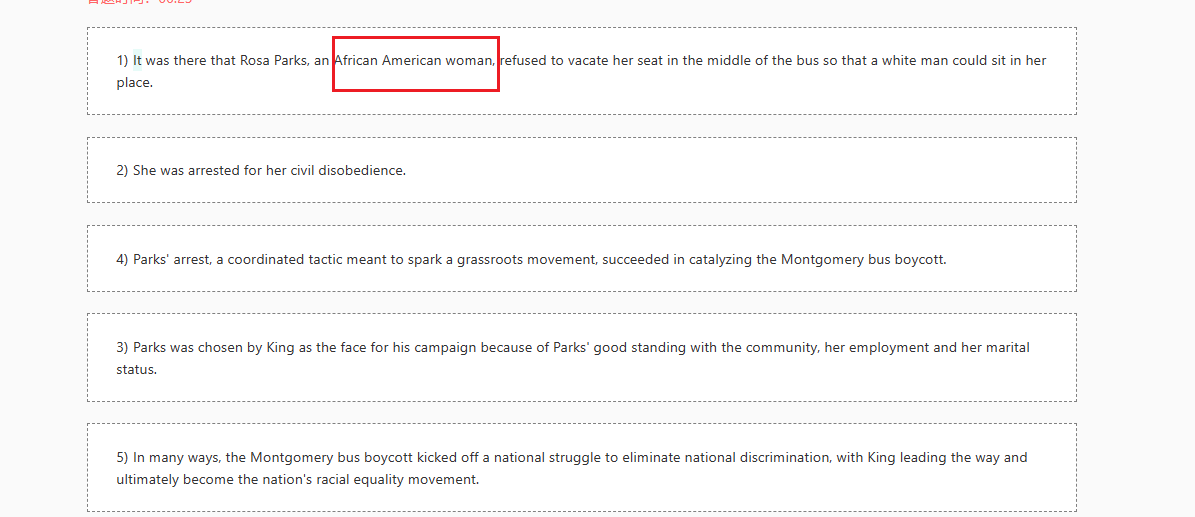 1) It was there that Rosa Parks, an African American woman, refused to vacate her seat in the middle of the bus so that a white man could sit in her
place.
2) She was arrested for her civil disobedience.
4) Parks' arrest, a coordinated tactic meant to spark a grassroots movement, succeeded in catalyzing the Montgomery bus boycott.
3) Parks was chosen by King as the face for his campaign because of Parks' good standing with the community, her employment and her marital
status.
5) In many ways, the Montgomery bus boycott kicked off a national struggle to eliminate national discrimination, with King leading the way and
ultimately become the nation's racial equality movement.